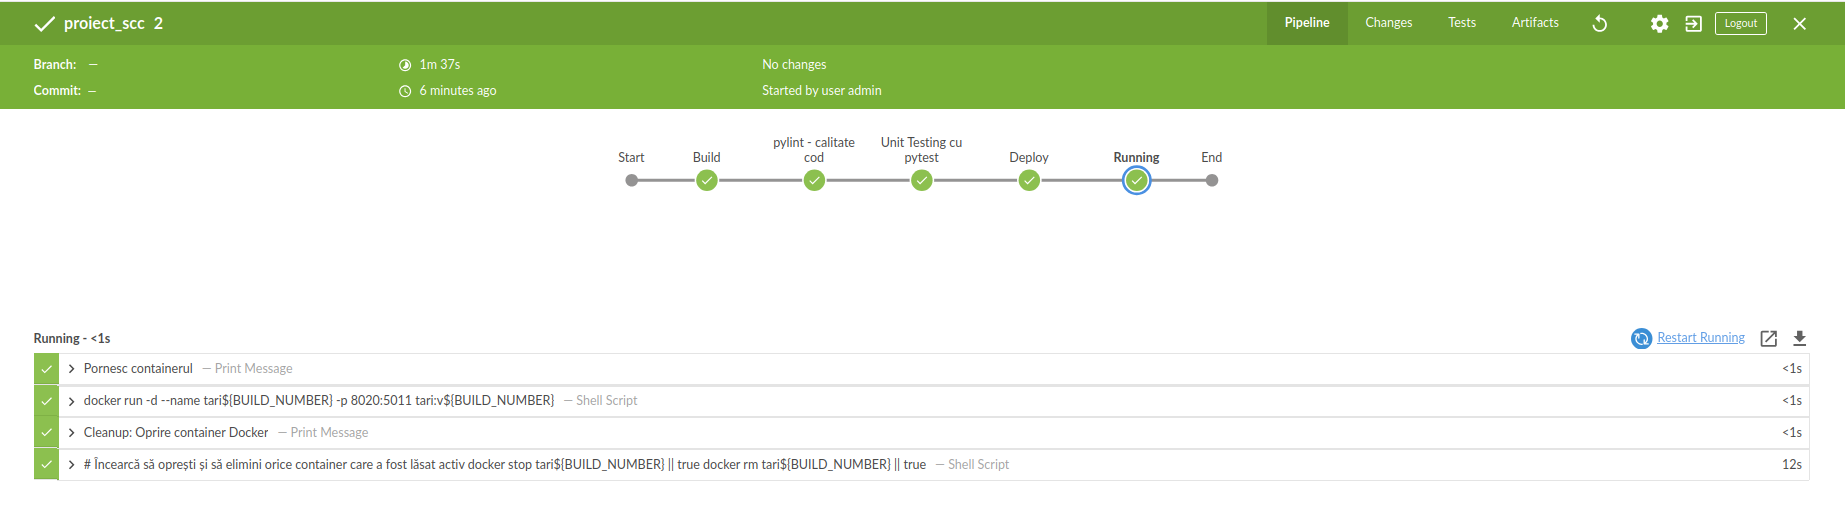 proiect_scc 2
Pipeline Changes Tests Artifacts Logout
Branch: — 1m 37s No changes
Commit: — 6 minutes ago Started by user admin
Start
Build
pylint - calitate
cod
Unit Testing cu
pytest
Deploy
Running
End
Running - <1s Restart Running
Pornesc containerul — Print Message <1s
docker run -d --name tari${BUILD_NUMBER} -p 8020:5011 tari:v${BUILD_NUMBER} — Shell Script <1s
Cleanup: Oprire container Docker — Print Message <1s
# Încearcă să oprești și să elimini orice container care a fost lăsat activ docker stop tari${BUILD_NUMBER} || true docker rm tari${BUILD_NUMBER} || true — Shell Script 12s